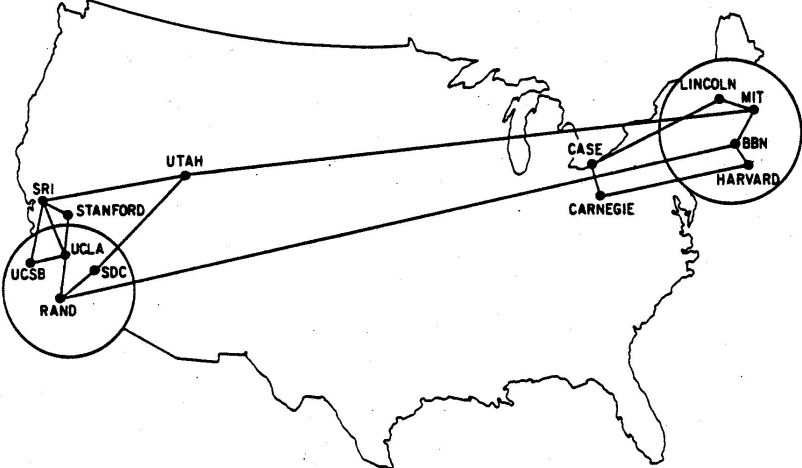 LINCOLN
MIT
CASE
BBN
UTAH
HARVARD
SRI
CARNEGIE
STANFORD
UCLA
SDC
UCSB
RAND